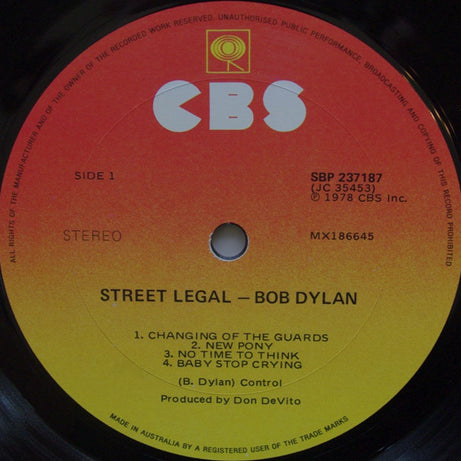 ALL RIGHTS OF THE MANUFACTURER AND OF THE OWNER OF THE RECORDED WORK RESERVED. UNAUTHORISED PUBLIC PERFORMANCE, BROADCASTING AND COPYING OF THIS RECORD PROHIBITED
CBS
SIDE 1
SBP 237187
(JC 35453)
℗ 1978 CBS Inc.
STEREO
MX186645
STREET LEGAL – BOB DYLAN
1. CHANGING OF THE GUARDS
2. NEW PONY
3. NO TIME TO THINK
4. BABY STOP CRYING
(B. Dylan) Control
Produced by Don DeVito
MADE IN AUSTRALIA BY A REGISTERED USER OF THE TRADE MARKS